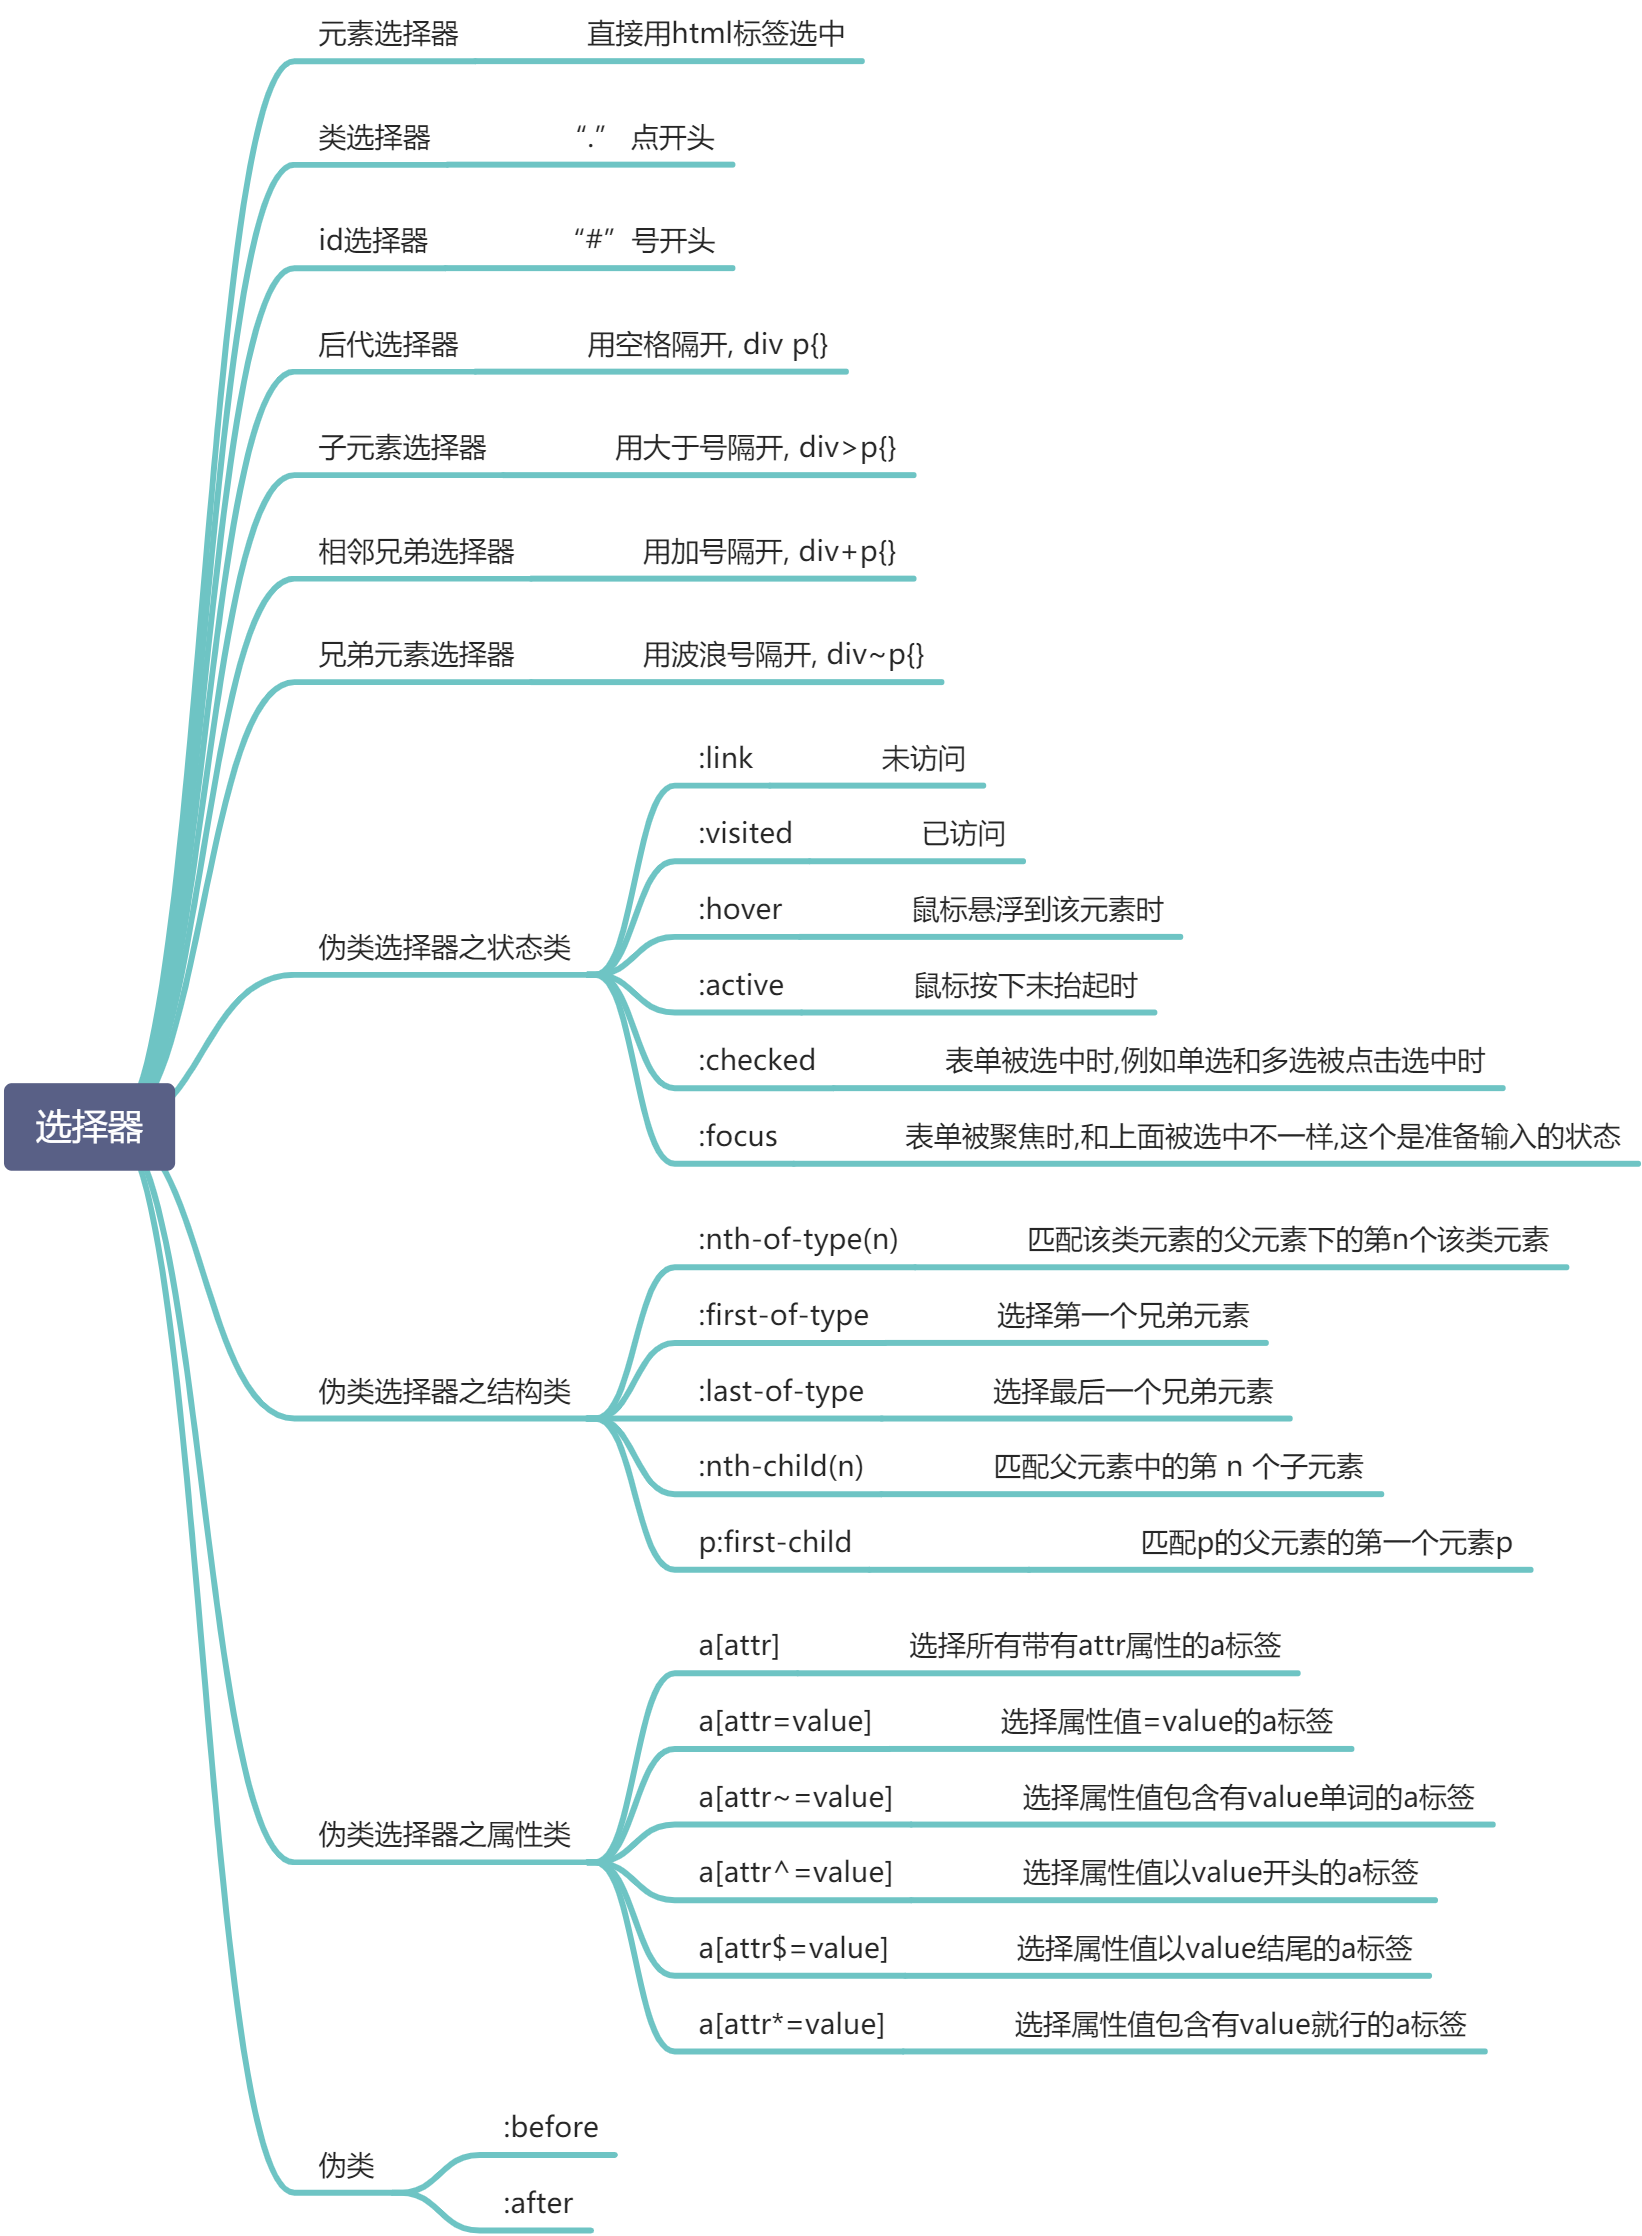 元素选择器 直接用html标签选中
类选择器 “.” 点开头
id选择器 “#”号开头
后代选择器 用空格隔开, div p{}
子元素选择器 用大于号隔开, div>p{}
相邻兄弟选择器 用加号隔开, div+p{}
兄弟元素选择器 用波浪号隔开, div~p{}
选择器
伪类选择器之状态类
:link 未访问
:visited 已访问
:hover 鼠标悬浮到该元素时
:active 鼠标按下未抬起时
:checked 表单被选中时,例如单选和多选被点击选中时
:focus 表单被聚焦时,和上面被选中不一样,这个是准备输入的状态
伪类选择器之结构类
:nth-of-type(n) 匹配该类元素的父元素下的第n个该类元素
:first-of-type 选择第一个兄弟元素
:last-of-type 选择最后一个兄弟元素
:nth-child(n) 匹配父元素中的第 n 个子元素
p:first-child 匹配p的父元素的第一个元素p
伪类选择器之属性类
a[attr] 选择所有带有attr属性的a标签
a[attr=value] 选择属性值=value的a标签
a[attr~=value] 选择属性值包含有value单词的a标签
a[attr^=value] 选择属性值以value开头的a标签
a[attr$=value] 选择属性值以value结尾的a标签
a[attr*=value] 选择属性值包含有value就行的a标签
伪类
:before
:after